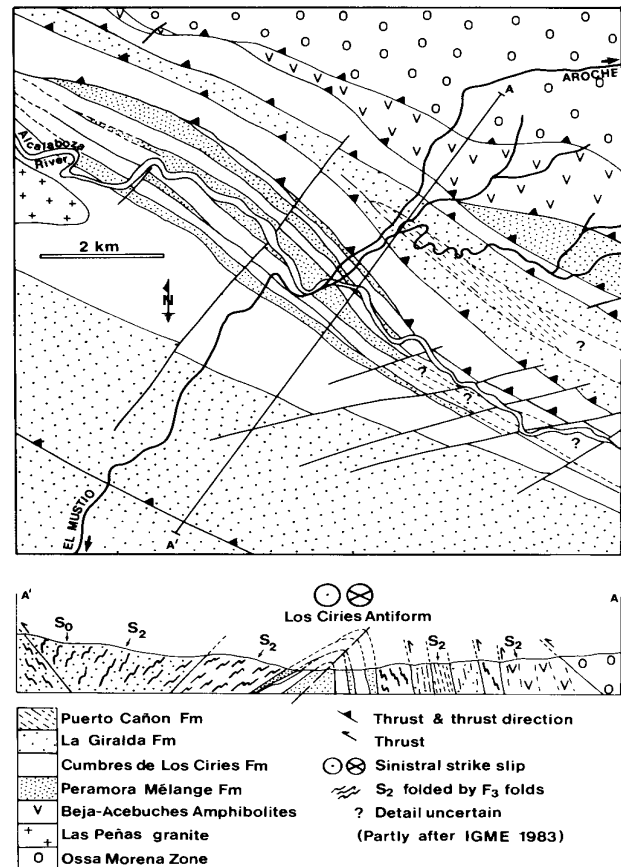 AROCHE
A
Alcalaboza
River
2 km
N
?
?
?
?
EL MUSTIO
A'
A'
A
Los Ciries Antiform
S0
S2
S2
S2
S2
Puerto Cañon Fm
La Giralda Fm
Cumbres de Los Ciries Fm
Peramora Mélange Fm
Beja-Acebuches Amphibolites
Las Peñas granite
Ossa Morena Zone
Thrust & thrust direction
Thrust
Sinistral strike slip
S2 folded by F3 folds
? Detail uncertain
(Partly after IGME 1983)